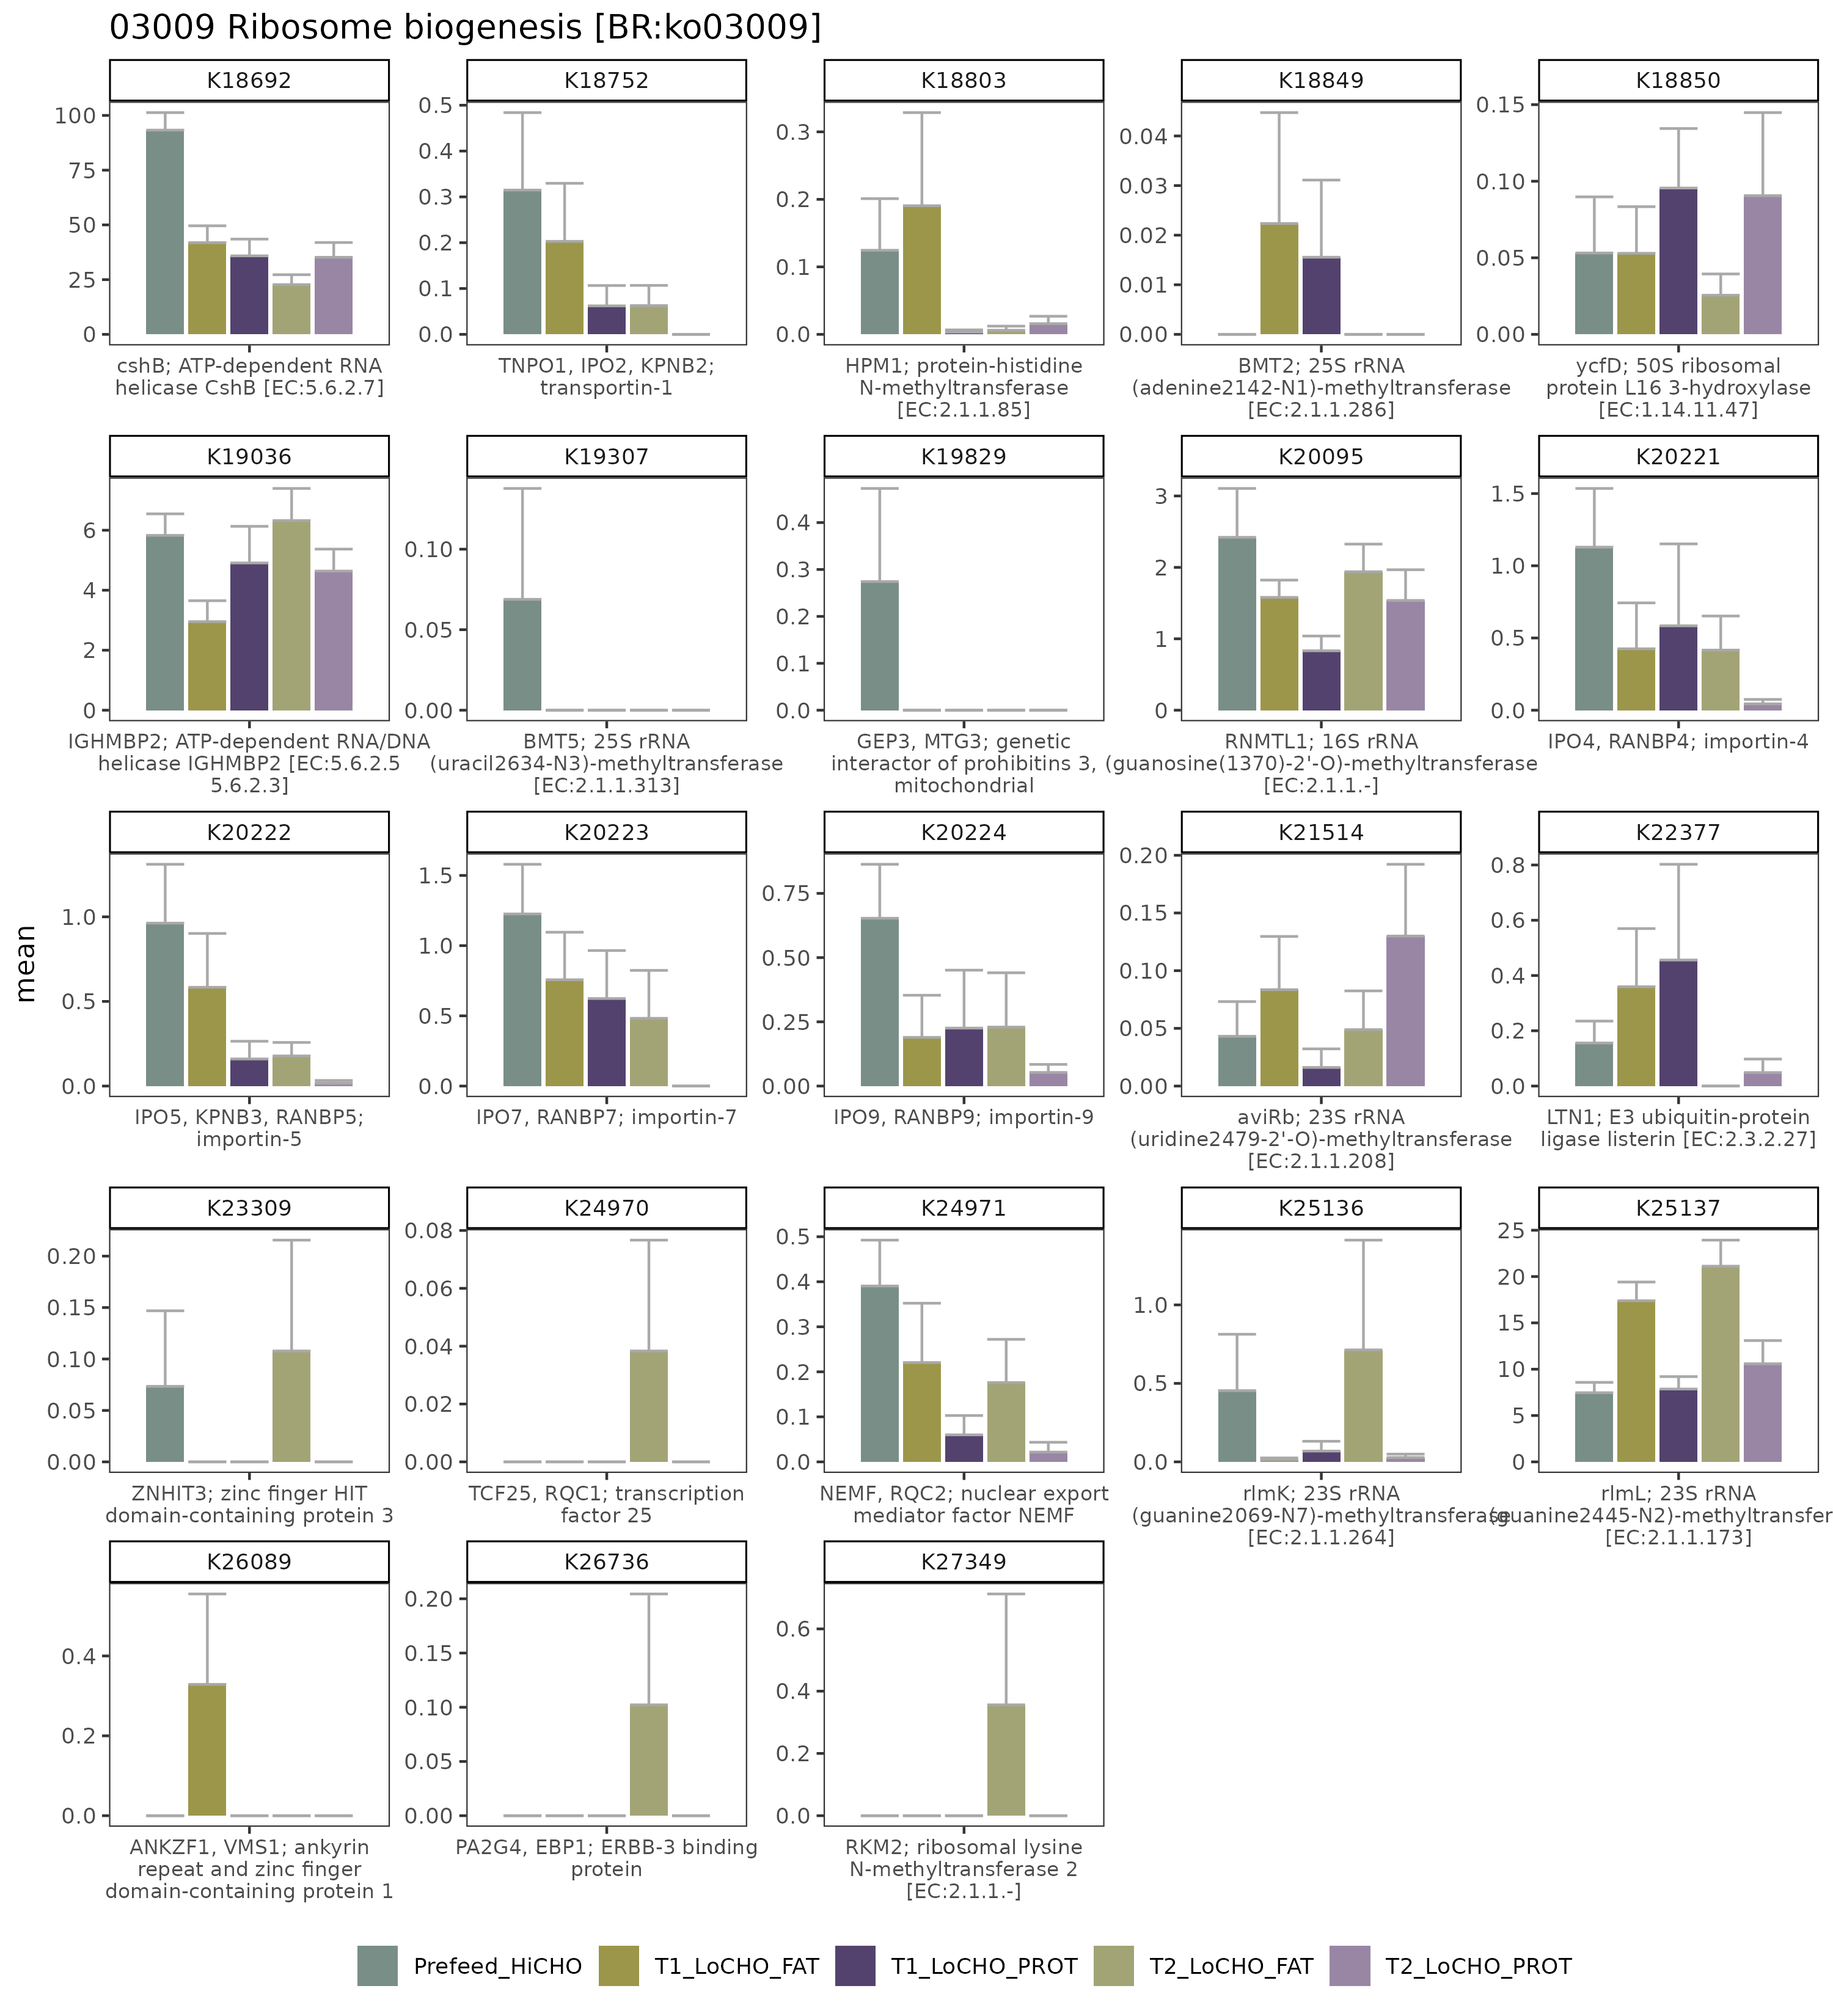 03009 Ribosome biogenesis [BR:ko03009]
K18692 K18752 K18803 K18849 K18850
100
75
50
25
0
0.5
0.4
0.3
0.2
0.1
0.0
0.3
0.2
0.1
0.0
0.04
0.03
0.02
0.01
0.00
0.15
0.10
0.05
0.00
cshB; ATP-dependent RNA
helicase CshB [EC:5.6.2.7]
TNPO1, IPO2, KPNB2;
transportin-1
HPM1; protein-histidine
N-methyltransferase
[EC:2.1.1.85]
BMT2; 25S rRNA
(adenine2142-N1)-methyltransferase
[EC:2.1.1.286]
ycfD; 50S ribosomal
protein L16 3-hydroxylase
[EC:1.14.11.47]
K19036 K19307 K19829 K20095 K20221
6
4
2
0
0.10
0.05
0.00
0.4
0.3
0.2
0.1
0.0
3
2
1
0
1.5
1.0
0.5
0.0
IGHMBP2; ATP-dependent RNA/DNA
helicase IGHMBP2 [EC:5.6.2.5
5.6.2.3]
BMT5; 25S rRNA
(uracil2634-N3)-methyltransferase
[EC:2.1.1.313]
GEP3, MTG3; genetic
interactor of prohibitins 3,
mitochondrial
RNMTL1; 16S rRNA
(guanosine(1370)-2'-O)-methyltransferase
[EC:2.1.1.-]
IPO4, RANBP4; importin-4
mean
K20222 K20223 K20224 K21514 K22377
1.0
0.5
0.0
1.5
1.0
0.5
0.0
0.75
0.50
0.25
0.00
0.20
0.15
0.10
0.05
0.00
0.8
0.6
0.4
0.2
0.0
IPO5, KPNB3, RANBP5;
importin-5
IPO7, RANBP7; importin-7
IPO9, RANBP9; importin-9
aviRb; 23S rRNA
(uridine2479-2'-O)-methyltransferase
[EC:2.1.1.208]
LTN1; E3 ubiquitin-protein
ligase listerin [EC:2.3.2.27]
K23309 K24970 K24971 K25136 K25137
0.20
0.15
0.10
0.05
0.00
0.08
0.06
0.04
0.02
0.00
0.5
0.4
0.3
0.2
0.1
0.0
1.0
0.5
0.0
25
20
15
10
5
0
ZNHIT3; zinc finger HIT
domain-containing protein 3
TCF25, RQC1; transcription
factor 25
NEMF, RQC2; nuclear export
mediator factor NEMF
rlmK; 23S rRNA
(guanine2069-N7)-methyltransferase
[EC:2.1.1.264]
rlmL; 23S rRNA
(guanine2445-N2)-methyltransfer
[EC:2.1.1.173]
K26089 K26736 K27349
0.4
0.2
0.0
0.20
0.15
0.10
0.05
0.00
0.6
0.4
0.2
0.0
ANKZF1, VMS1; ankyrin
repeat and zinc finger
domain-containing protein 1
PA2G4, EBP1; ERBB-3 binding
protein
RKM2; ribosomal lysine
N-methyltransferase 2
[EC:2.1.1.-]
Prefeed_HiCHO T1_LoCHO_FAT T1_LoCHO_PROT T2_LoCHO_FAT T2_LoCHO_PROT